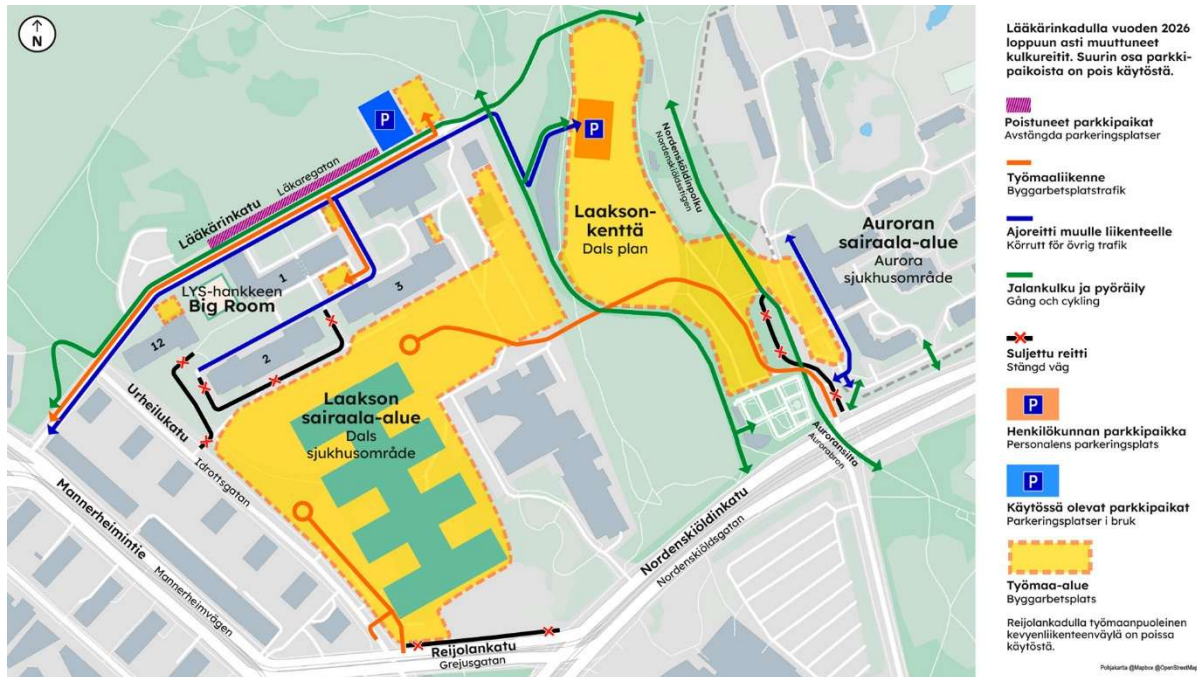 N
P
Lääkärinkatu
Läkaregatan
P
Nordenskiöldinpolku
Nordenskiöldsstigen
Laakson-
kenttä
Dals plan
Auroran
sairaala-alue
Aurora
sjukhusområde
1
LYS-hankkeen
Big Room
3
12
2
Urheilukatu
Idrottsgatan
Laakson
sairaala-alue
Dals
sjukhusområde
Auroransilta
Aurorabron
Mannerheimintie
Mannerheimvägen
Nordenskiöldinkatu
Nordenskiöldsgatan
Reijolankatu
Grejusgatan
Lääkärinkadulla vuoden 2026
loppuun asti muuttuneet
kulkureitit. Suurin osa parkki-
paikoista on pois käytöstä.
Poistuneet parkkipaikat
Avstängda parkeringsplatser
Työmaaliikenne
Byggarbetsplatstrafik
Ajoreitti muulle liikenteelle
Körrutt för övrig trafik
Jalankulku ja pyöräily
Gång och cykling
Suljettu reitti
Stängd väg
P
Henkilökunnan parkkipaikka
Personalens parkeringsplats
P
Käytössä olevat parkkipaikat
Parkeringsplatser i bruk
Työmaa-alue
Byggarbetsplats
Reijolankadulla työmaanpuoleinen
kevyenliikenteenväylä on poissa
käytöstä.
Pohjakartta @Mapbox @OpenStreetMap